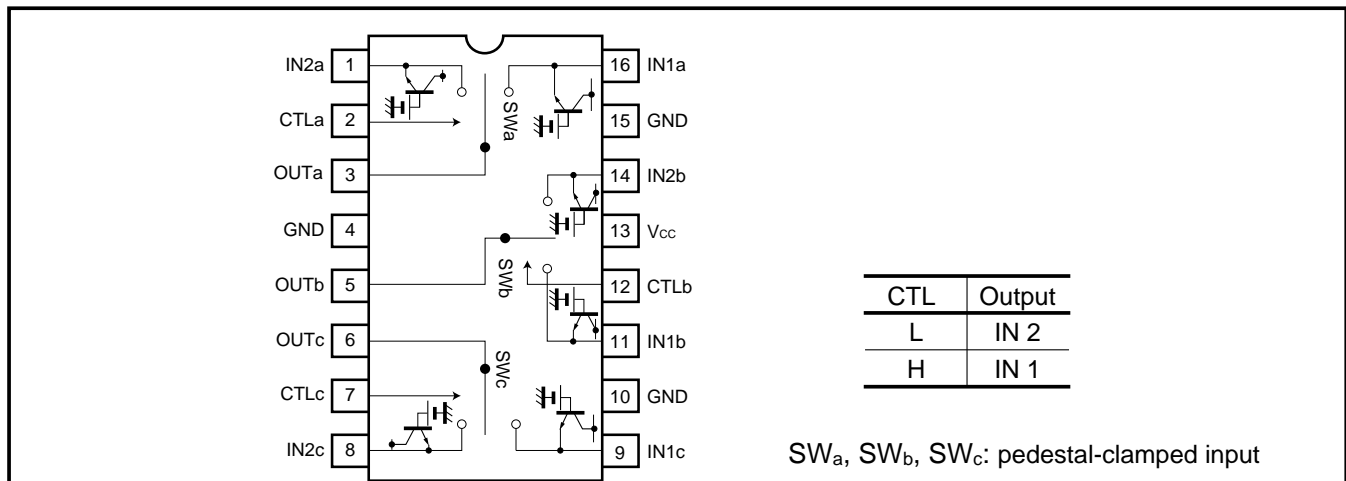 IN2a 1 16 IN1a
CTLa 2 15 GND
OUTa 3 14 IN2b
GND 4 13 Vcc
OUTb 5 12 CTLb
OUTc 6 11 IN1b
CTLc 7 10 GND
IN2c 8 9 IN1c
SWa
SWb
SWc
CTL Output
L IN 2
H IN 1
SWa, SWb, SWc: pedestal-clamped input